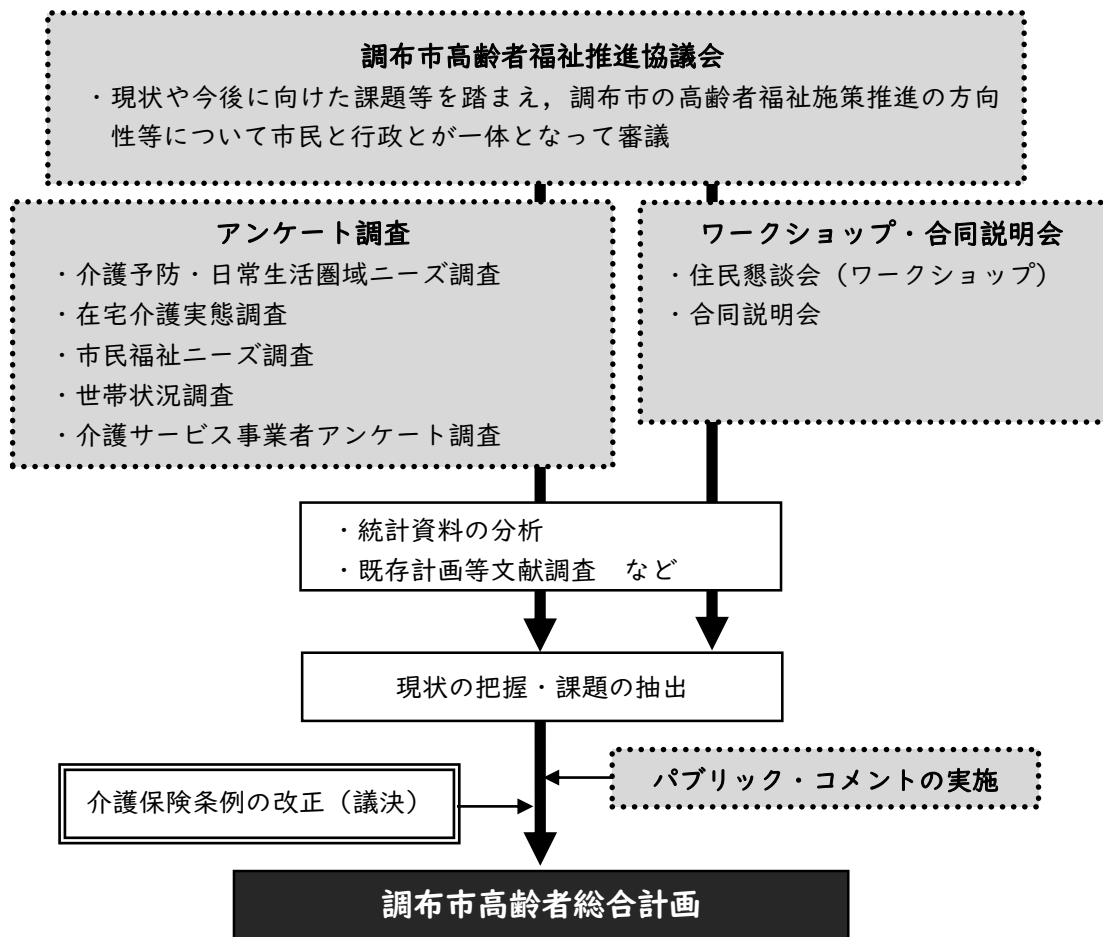 調布市高齢者福祉推進協議会
・現状や今後に向けた課題等を踏まえ，調布市の高齢者福祉施策推進の方向
性等について市民と行政とが一体となって審議
アンケート調査
・介護予防・日常生活圏域ニーズ調査
・在宅介護実態調査
・市民福祉ニーズ調査
・世帯状況調査
・介護サービス事業者アンケート調査
ワークショップ・合同説明会
・住民懇談会（ワークショップ）
・合同説明会
・統計資料の分析
・既存計画等文献調査　など
現状の把握・課題の抽出
パブリック・コメントの実施
介護保険条例の改正（議決）
調布市高齢者総合計画